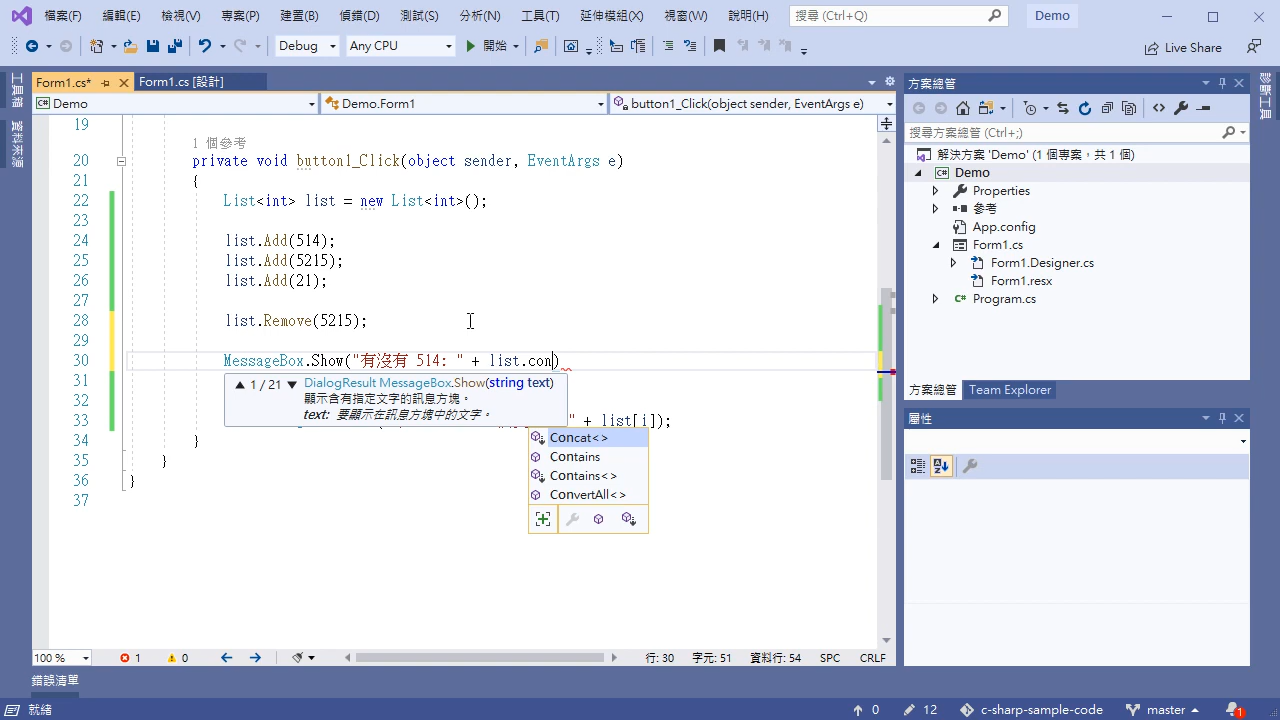 檔案(F) 編輯(E) 檢視(V) 專案(P) 建置(B) 偵錯(D) 測試(S) 分析(N) 工具(T) 延伸模組(X) 視窗(W) 說明(H) 搜尋 (Ctrl+Q) Demo
Debug Any CPU 開始 Live Share
Form1.cs* Form1.cs [設計]
Demo Demo.Form1 button1_Click(object sender, EventArgs e)
工具箱
資料來源
19
1 個參考
20 private void button1_Click(object sender, EventArgs e)
21 {
22 List<int> list = new List<int>();
23
24 list.Add(514);
25 list.Add(5215);
26 list.Add(21);
27
28 list.Remove(5215);
29
30 MessageBox.Show("有沒有 514: " + list.con)
31
1 / 21 DialogResult MessageBox.Show(string text)
顯示含有指定文字的訊息方塊。
text: 要顯示在訊息方塊中的文字。
32
33 " + list[i]);
34 }
35 }
36 }
37
Concat<>
Contains
Contains<>
ConvertAll<>
100 % 1 0 行: 30 字元: 51 資料行: 54 SPC CRLF
錯誤清單
就緒 0 12 c-sharp-sample-code master 1
方案總管
搜尋方案總管 (Ctrl+;)
解決方案 'Demo' (1 個專案，共 1 個)
Demo
Properties
參考
App.config
Form1.cs
Form1.Designer.cs
Form1.resx
Program.cs
方案總管 Team Explorer
屬性
診斷工具